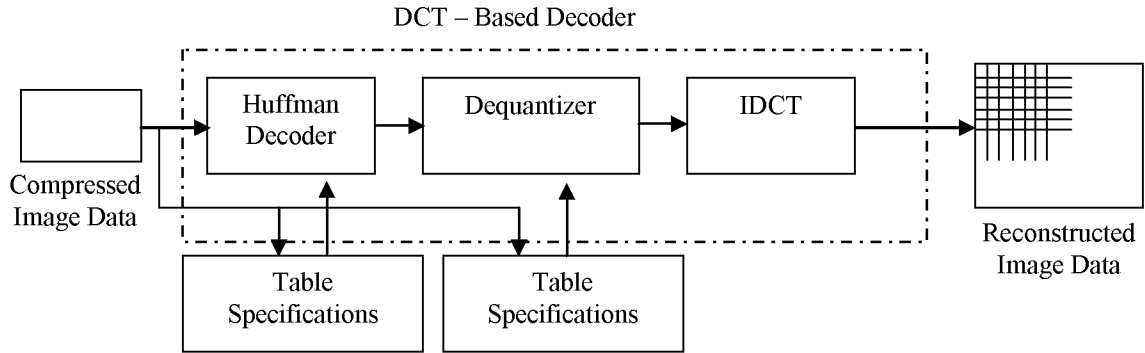 DCT – Based Decoder
Huffman
Decoder
Dequantizer
IDCT
Compressed
Image Data
Reconstructed
Image Data
Table
Specifications
Table
Specifications